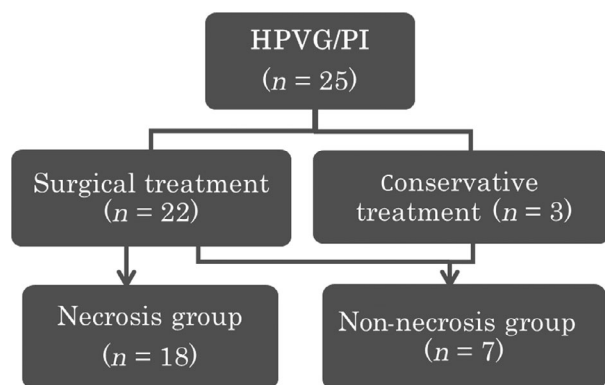 HPVG/PI
(n = 25)
Surgical treatment
(n = 22)
Conservative
treatment (n = 3)
Necrosis group
(n = 18)
Non-necrosis group
(n = 7)